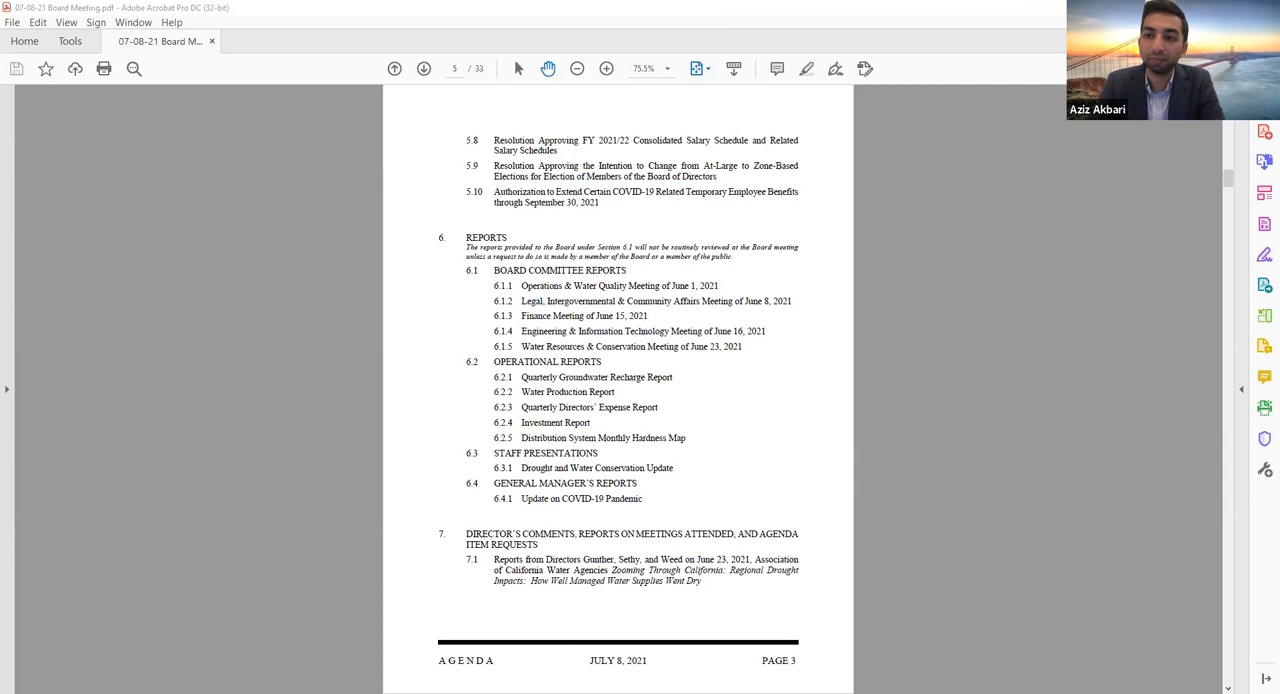 07-08-21 Board Meeting.pdf - Adobe Acrobat Pro DC (32-bit)
File Edit View Sign Window Help
Home Tools 07-08-21 Board M... ×
5 / 33 75.5%
Aziz Akbari
5.8 Resolution Approving FY 2021/22 Consolidated Salary Schedule and Related
Salary Schedules
5.9 Resolution Approving the Intention to Change from At-Large to Zone-Based
Elections for Election of Members of the Board of Directors
5.10 Authorization to Extend Certain COVID-19 Related Temporary Employee Benefits
through September 30, 2021
6. REPORTS
The reports provided to the Board under Section 6.1 will not be routinely reviewed at the Board meeting
unless a request to do so is made by a member of the Board or a member of the public.
6.1 BOARD COMMITTEE REPORTS
6.1.1 Operations & Water Quality Meeting of June 1, 2021
6.1.2 Legal, Intergovernmental & Community Affairs Meeting of June 8, 2021
6.1.3 Finance Meeting of June 15, 2021
6.1.4 Engineering & Information Technology Meeting of June 16, 2021
6.1.5 Water Resources & Conservation Meeting of June 23, 2021
6.2 OPERATIONAL REPORTS
6.2.1 Quarterly Groundwater Recharge Report
6.2.2 Water Production Report
6.2.3 Quarterly Directors' Expense Report
6.2.4 Investment Report
6.2.5 Distribution System Monthly Hardness Map
6.3 STAFF PRESENTATIONS
6.3.1 Drought and Water Conservation Update
6.4 GENERAL MANAGER'S REPORTS
6.4.1 Update on COVID-19 Pandemic
7. DIRECTOR'S COMMENTS, REPORTS ON MEETINGS ATTENDED, AND AGENDA
ITEM REQUESTS
7.1 Reports from Directors Gunther, Sethy, and Weed on June 23, 2021, Association
of California Water Agencies Zooming Through California: Regional Drought
Impacts: How Well Managed Water Supplies Went Dry
AGENDA JULY 8, 2021 PAGE 3